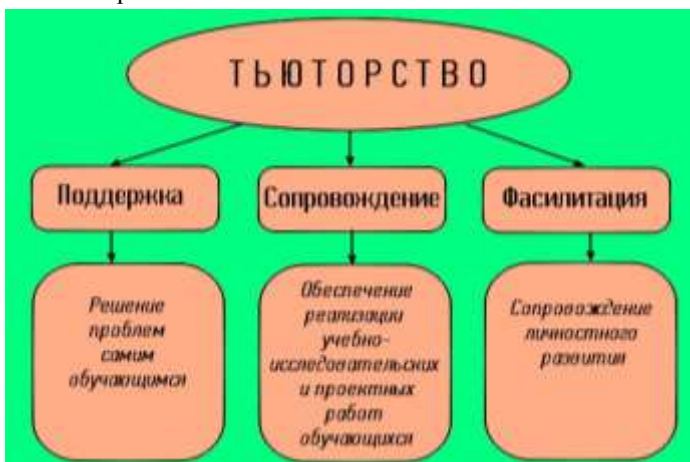 ТЬЮТОРСТВО
Поддержка
Сопровождение
Фасилитация
Решение
проблем
самим
обучающимся
Обеспечение
реализации
учебно-
исследовательских
и проектных
работ
обучающихся
Сопровождение
личностного
развития